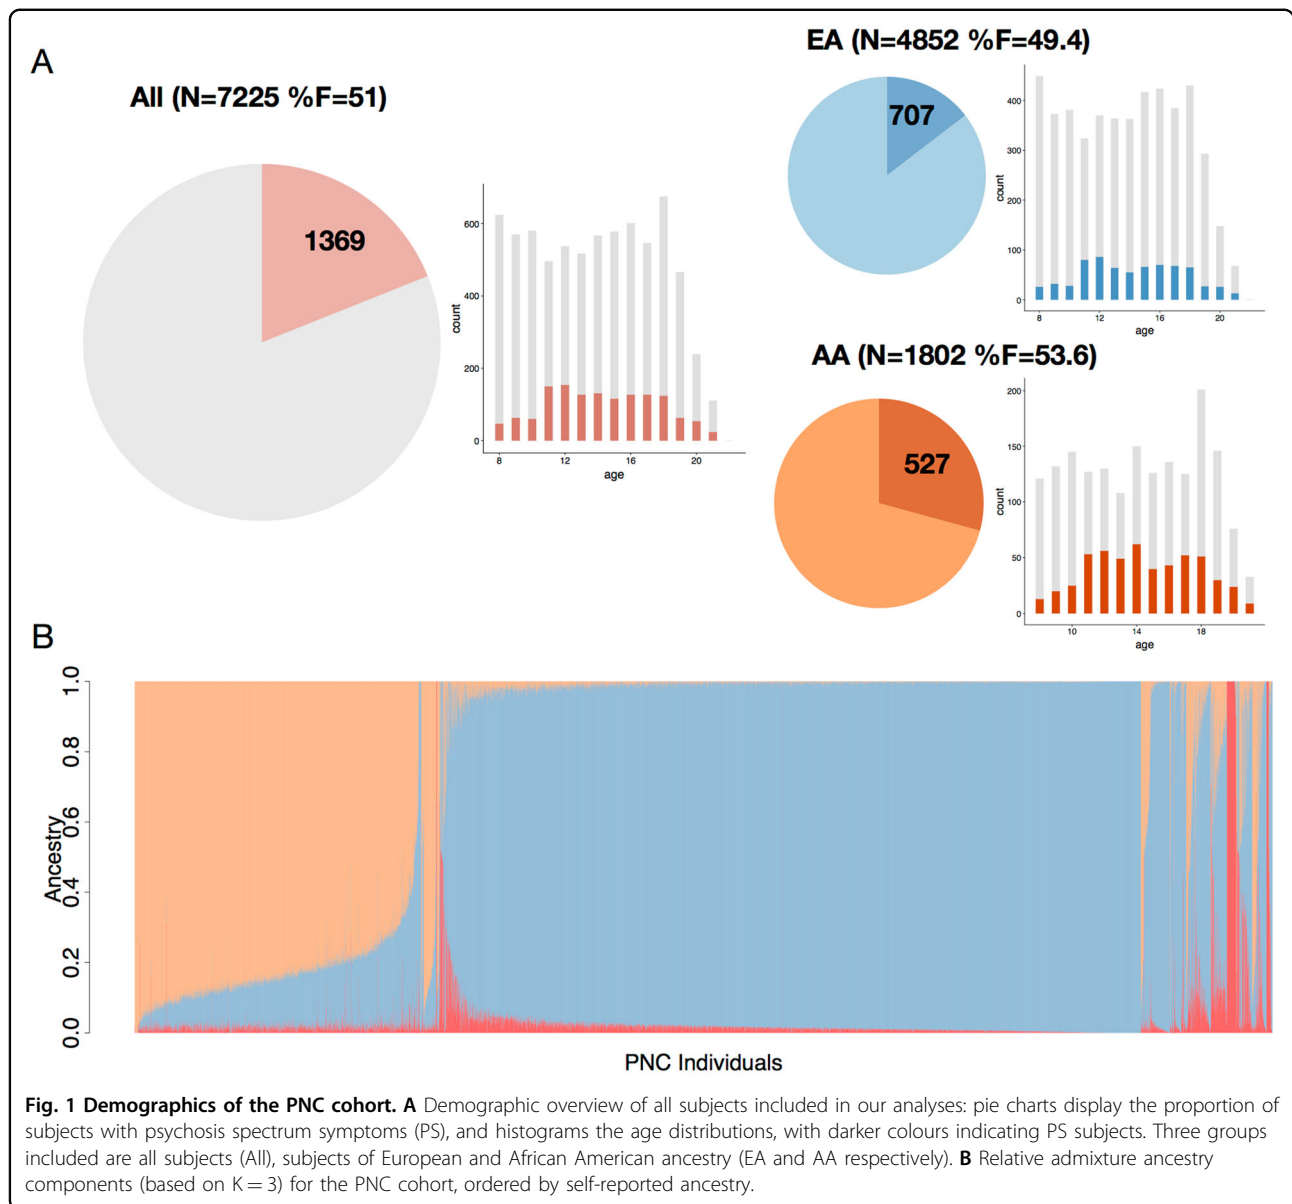 A
All (N=7225 %F=51)
1369
count
600
400
200
0
8
12
16
20
age
EA (N=4852 %F=49.4)
707
count
400
300
200
100
0
8
12
16
20
age
AA (N=1802 %F=53.6)
527
count
200
150
100
50
0
10
14
18
age
B
Ancestry
1.0
0.8
0.6
0.4
0.2
0.0
PNC Individuals
Fig. 1 Demographics of the PNC cohort. A Demographic overview of all subjects included in our analyses: pie charts display the proportion of
subjects with psychosis spectrum symptoms (PS), and histograms the age distributions, with darker colours indicating PS subjects. Three groups
included are all subjects (All), subjects of European and African American ancestry (EA and AA respectively). B Relative admixture ancestry
components (based on K = 3) for the PNC cohort, ordered by self-reported ancestry.